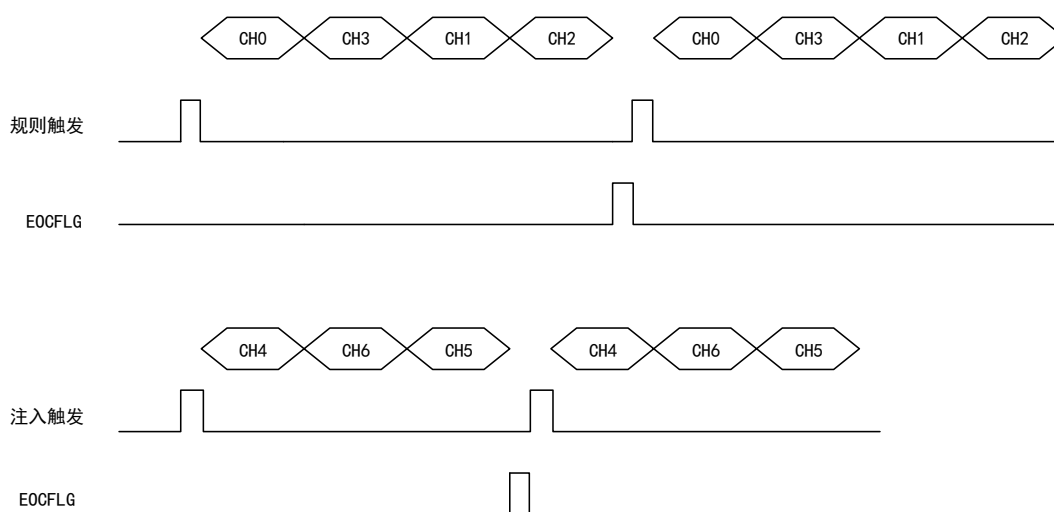 CH0 CH3 CH1 CH2 CH0 CH3 CH1 CH2
规则触发
EOCFLG
CH4 CH6 CH5 CH4 CH6 CH5
注入触发
EOCFLG